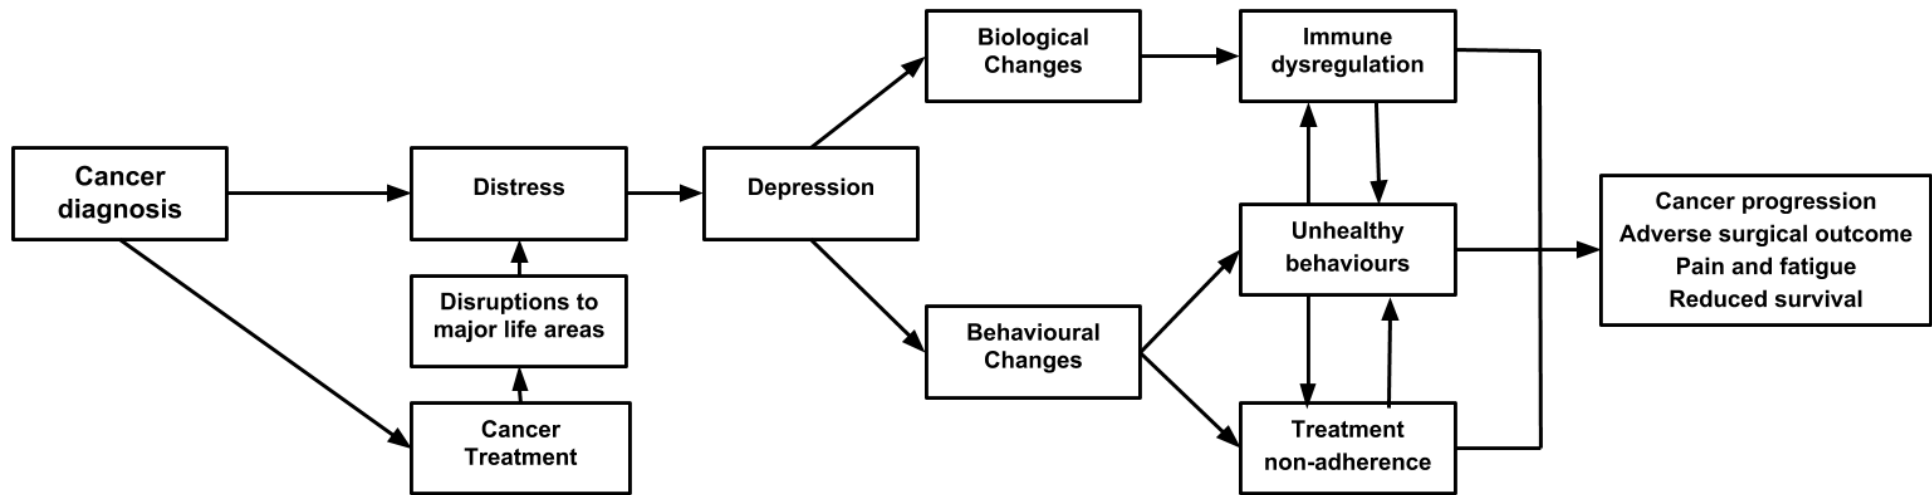 Cancer
diagnosis
Distress
Disruptions to
major life areas
Cancer
Treatment
Depression
Biological
Changes
Behavioural
Changes
Immune
dysregulation
Unhealthy
behaviours
Treatment
non-adherence
Cancer progression
Adverse surgical outcome
Pain and fatigue
Reduced survival